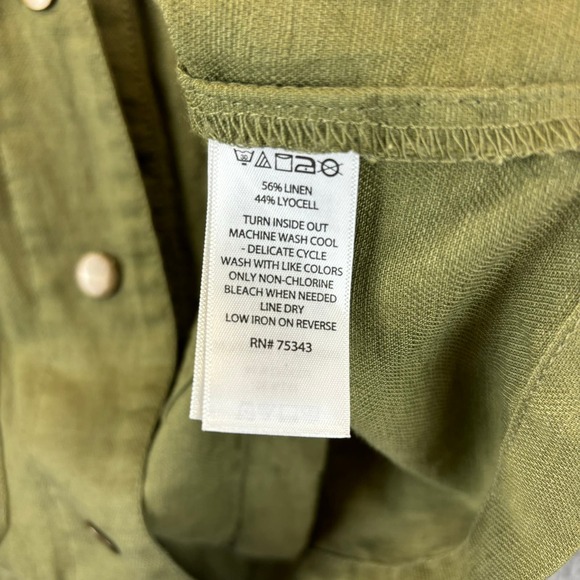 56% LINEN
44% LYOCELL
TURN INSIDE OUT
MACHINE WASH COOL
- DELICATE CYCLE
WASH WITH LIKE COLORS
ONLY NON-CHLORINE
BLEACH WHEN NEEDED
LINE DRY
LOW IRON ON REVERSE
RN# 75343